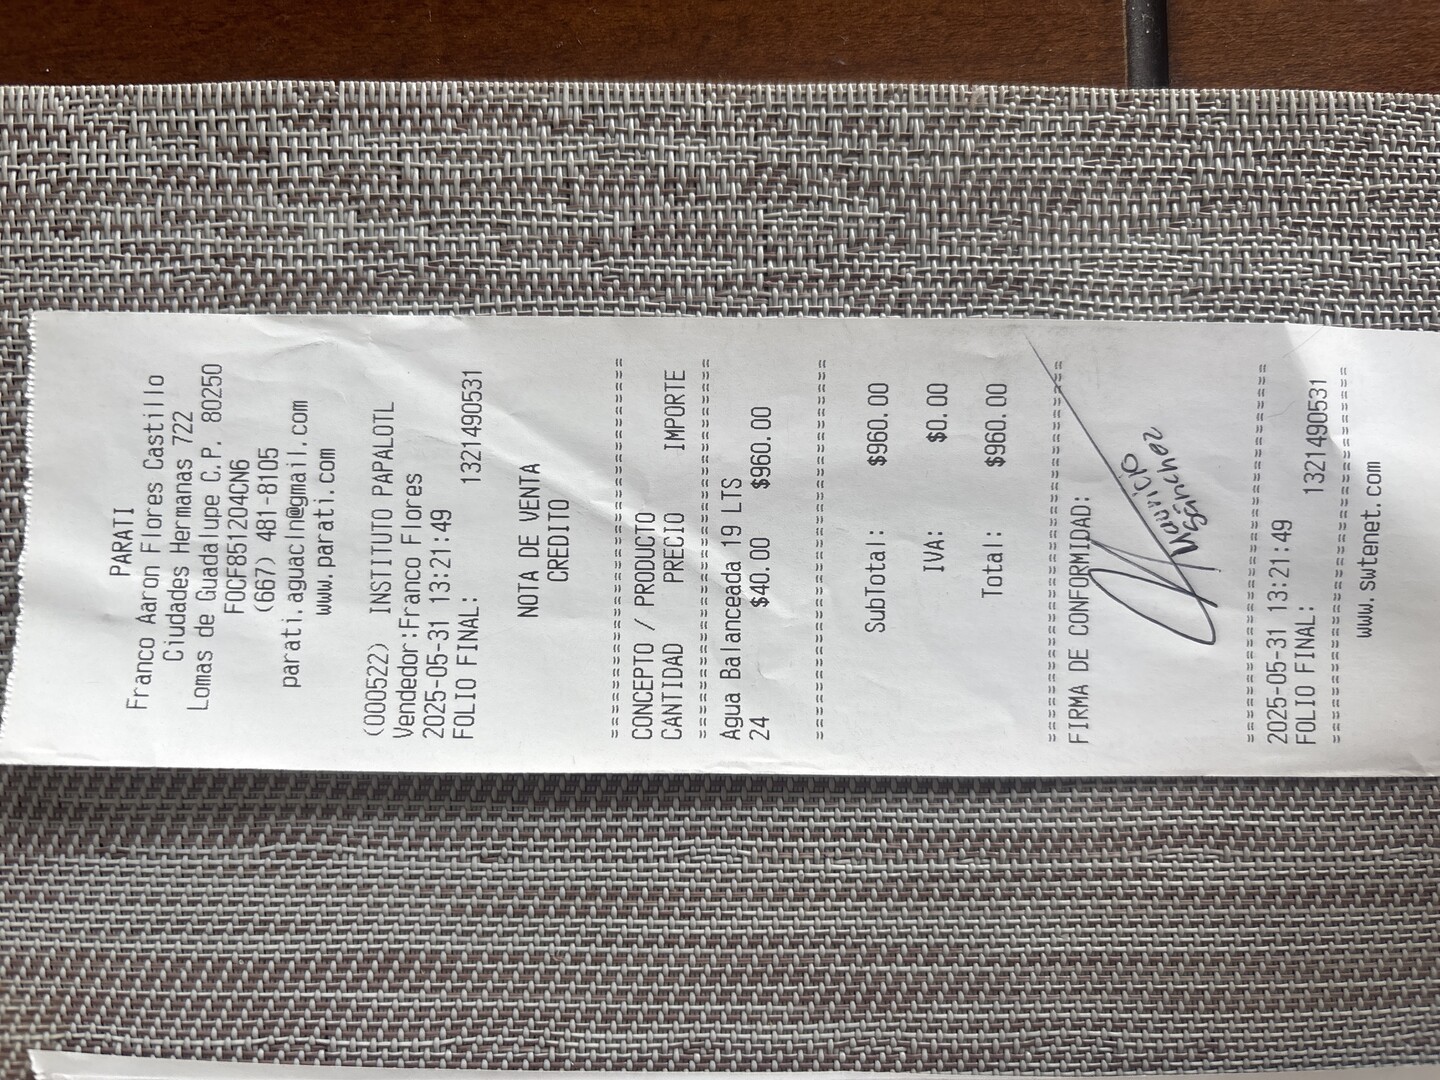 PARATI
Franco Aaron Flores Castillo
Ciudades Hermanas 722
Lomas de Guadalupe C.P. 80250
FOCF851204CN6
(667) 481-8105
parati.aguacln@gmail.com
www.parati.com
(000522) INSTITUTO PAPALOTL
Vendedor:Franco Flores
2025-05-31 13:21:49
FOLIO FINAL: 1321490531
NOTA DE VENTA
CREDITO
CONCEPTO / PRODUCTO
CANTIDAD PRECIO IMPORTE
Agua Balanceada 19 LTS
24 $40.00 $960.00
SubTotal: $960.00
IVA: $0.00
Total: $960.00
FIRMA DE CONFORMIDAD:
Mauricio
Sánchez
2025-05-31 13:21:49
FOLIO FINAL: 1321490531
www.swtenet.com